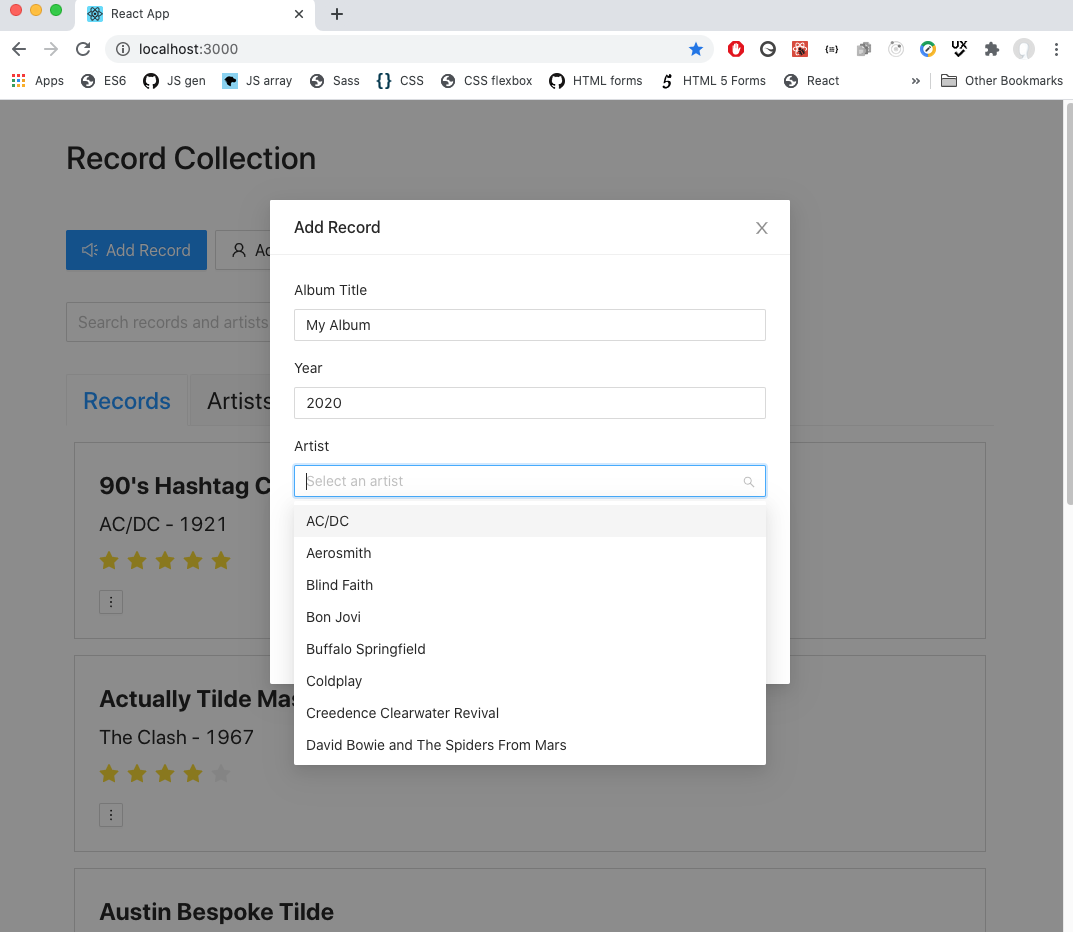 React App
localhost:3000
UX
Apps ES6 JS gen JS array Sass {} CSS CSS flexbox HTML forms 5 HTML 5 Forms React » Other Bookmarks
Record Collection
Add Record
Album Title
My Album
Year
2020
Artist
Select an artist
AC/DC
Aerosmith
Blind Faith
Bon Jovi
Buffalo Springfield
Coldplay
Creedence Clearwater Revival
David Bowie and The Spiders From Mars
Add Record
Search records and artists
Records Artists
90's Hashtag
AC/DC - 1921
Actually Tilde
The Clash - 1967
Austin Bespoke Tilde